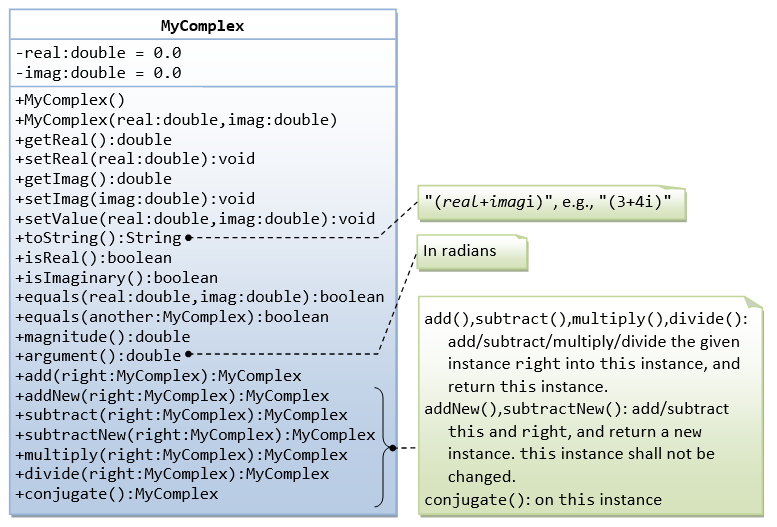 MyComplex
-real:double = 0.0
-imag:double = 0.0
+MyComplex()
+MyComplex(real:double,imag:double)
+getReal():double
+setReal(real:double):void
+getImag():double
+setImag(imag:double):void
+setValue(real:double,imag:double):void
+toString():String
+isReal():boolean
+isImaginary():boolean
+equals(real:double,imag:double):boolean
+equals(another:MyComplex):boolean
+magnitude():double
+argument():double
+add(right:MyComplex):MyComplex
+addNew(right:MyComplex):MyComplex
+subtract(right:MyComplex):MyComplex
+subtractNew(right:MyComplex):MyComplex
+multiply(right:MyComplex):MyComplex
+divide(right:MyComplex):MyComplex
+conjugate():MyComplex
"(real+imagi)", e.g., "(3+4i)"
In radians
add(),subtract(),multiply(),divide():
add/subtract/multiply/divide the given
instance right into this instance, and
return this instance.
addNew(),subtractNew(): add/subtract
this and right, and return a new
instance. this instance shall not be
changed.
conjugate(): on this instance